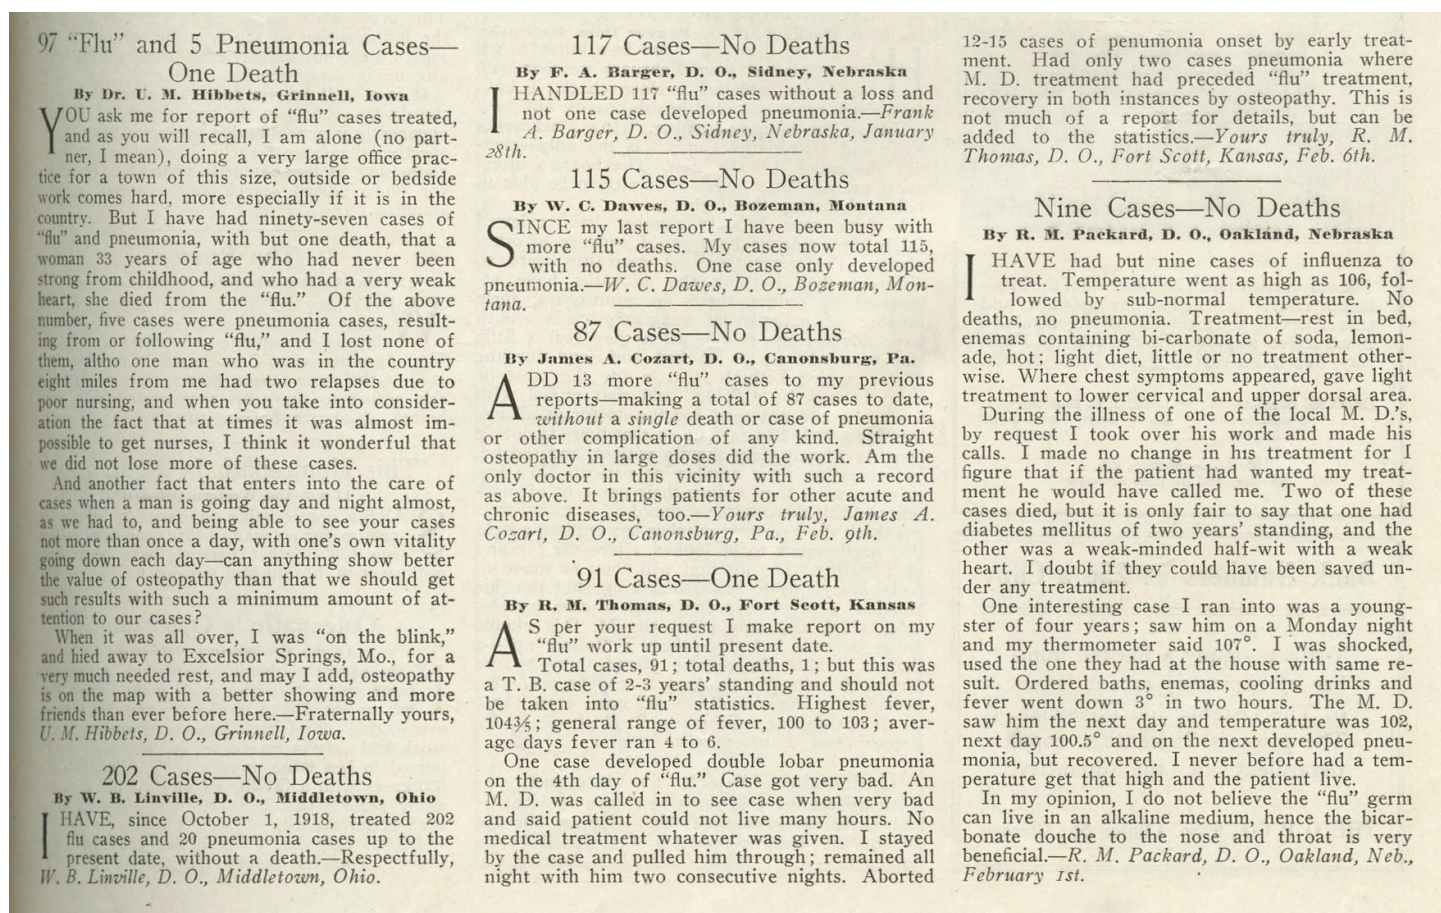 97 "Flu" and 5 Pneumonia Cases—
One Death
By Dr. U. M. Hibbets, Grinnell, Iowa
YOU ask me for report of "flu" cases treated,
and as you will recall, I am alone (no part-
ner, I mean), doing a very large office prac-
tice for a town of this size, outside or bedside
work comes hard, more especially if it is in the
country. But I have had ninety-seven cases of
"flu" and pneumonia, with but one death, that a
woman 33 years of age who had never been
strong from childhood, and who had a very weak
heart, she died from the "flu." Of the above
number, five cases were pneumonia cases, result-
ing from or following "flu," and I lost none of
them, altho one man who was in the country
eight miles from me had two relapses due to
poor nursing, and when you take into consider-
ation the fact that at times it was almost im-
possible to get nurses, I think it wonderful that
we did not lose more of these cases.
And another fact that enters into the care of
cases when a man is going day and night almost,
as we had to, and being able to see your cases
not more than once a day, with one's own vitality
going down each day—can anything show better
the value of osteopathy than that we should get
such results with such a minimum amount of at-
tention to our cases?
When it was all over, I was "on the blink,"
and hied away to Excelsior Springs, Mo., for a
very much needed rest, and may I add, osteopathy
is on the map with a better showing and more
friends than ever before here.—Fraternally yours,
U. M. Hibbets, D. O., Grinnell, Iowa.
202 Cases—No Deaths
By W. B. Linville, D. O., Middletown, Ohio
I HAVE, since October 1, 1918, treated 202
flu cases and 20 pneumonia cases up to the
present date, without a death.—Respectfully,
W. B. Linville, D. O., Middletown, Ohio.
117 Cases—No Deaths
By F. A. Barger, D. O., Sidney, Nebraska
I HANDLED 117 "flu" cases without a loss and
not one case developed pneumonia.—Frank
A. Barger, D. O., Sidney, Nebraska, January
28th.
115 Cases—No Deaths
By W. C. Dawes, D. O., Bozeman, Montana
SINCE my last report I have been busy with
more "flu" cases. My cases now total 115,
with no deaths. One case only developed
pneumonia.—W. C. Dawes, D. O., Bozeman, Mon-
tana.
87 Cases—No Deaths
By James A. Cozart, D. O., Canonsburg, Pa.
ADD 13 more "flu" cases to my previous
reports—making a total of 87 cases to date,
without a single death or case of pneumonia
or other complication of any kind. Straight
osteopathy in large doses did the work. Am the
only doctor in this vicinity with such a record
as above. It brings patients for other acute and
chronic diseases, too.—Yours truly, James A.
Cozart, D. O., Canonsburg, Pa., Feb. 9th.
91 Cases—One Death
By R. M. Thomas, D. O., Fort Scott, Kansas
AS per your request I make report on my
"flu" work up until present date.
Total cases, 91; total deaths, 1; but this was
a T. B. case of 2-3 years' standing and should not
be taken into "flu" statistics. Highest fever,
general range of fever, 100 to 103; aver-
age days fever ran 4 to 6.
One case developed double lobar pneumonia
on the 4th day of "flu." Case got very bad. An
M. D. was called in to see case when very bad
and said patient could not live many hours. No
medical treatment whatever was given. I stayed
by the case and pulled him through; remained all
night with him two consecutive nights. Aborted
12-15 cases of penumonia onset by early treat-
ment. Had only two cases pneumonia where
M. D. treatment had preceded "flu" treatment,
recovery in both instances by osteopathy. This is
not much of a report for details, but can be
added to the statistics.—Yours truly, R. M.
Thomas, D. O., Fort Scott, Kansas, Feb. 6th.
Nine Cases—No Deaths
By R. M. Packard, D. O., Oakland, Nebraska
I HAVE had but nine cases of influenza to
treat. Temperature went as high as 106, fol-
lowed by sub-normal temperature. No
deaths, no pneumonia. Treatment—rest in bed,
enemas containing bi-carbonate of soda, lemon-
ade, hot; light diet, little or no treatment other-
wise. Where chest symptoms appeared, gave light
treatment to lower cervical and upper dorsal area.
During the illness of one of the local M. D.'s,
by request I took over his work and made his
calls. I made no change in his treatment for I
figure that if the patient had wanted my treat-
ment he would have called me. Two of these
cases died, but it is only fair to say that one had
diabetes mellitus of two years' standing, and the
other was a weak-minded half-wit with a weak
heart. I doubt if they could have been saved un-
der any treatment.
One interesting case I ran into was a young-
ster of four years; saw him on a Monday night
and my thermometer said 107°. I was shocked,
used the one they had at the house with same re-
sult. Ordered baths, enemas, cooling drinks and
fever went down 3° in two hours. The M. D.
saw him the next day and temperature was 102,
next day 100.5° and on the next developed pneu-
monia, but recovered. I never before had a tem-
perature get that high and the patient live.
In my opinion, I do not believe the "flu" germ
can live in an alkaline medium, hence the bicar-
bonate douche to the nose and throat is very
beneficial.—R. M. Packard, D. O., Oakland, Neb.,
February 1st.